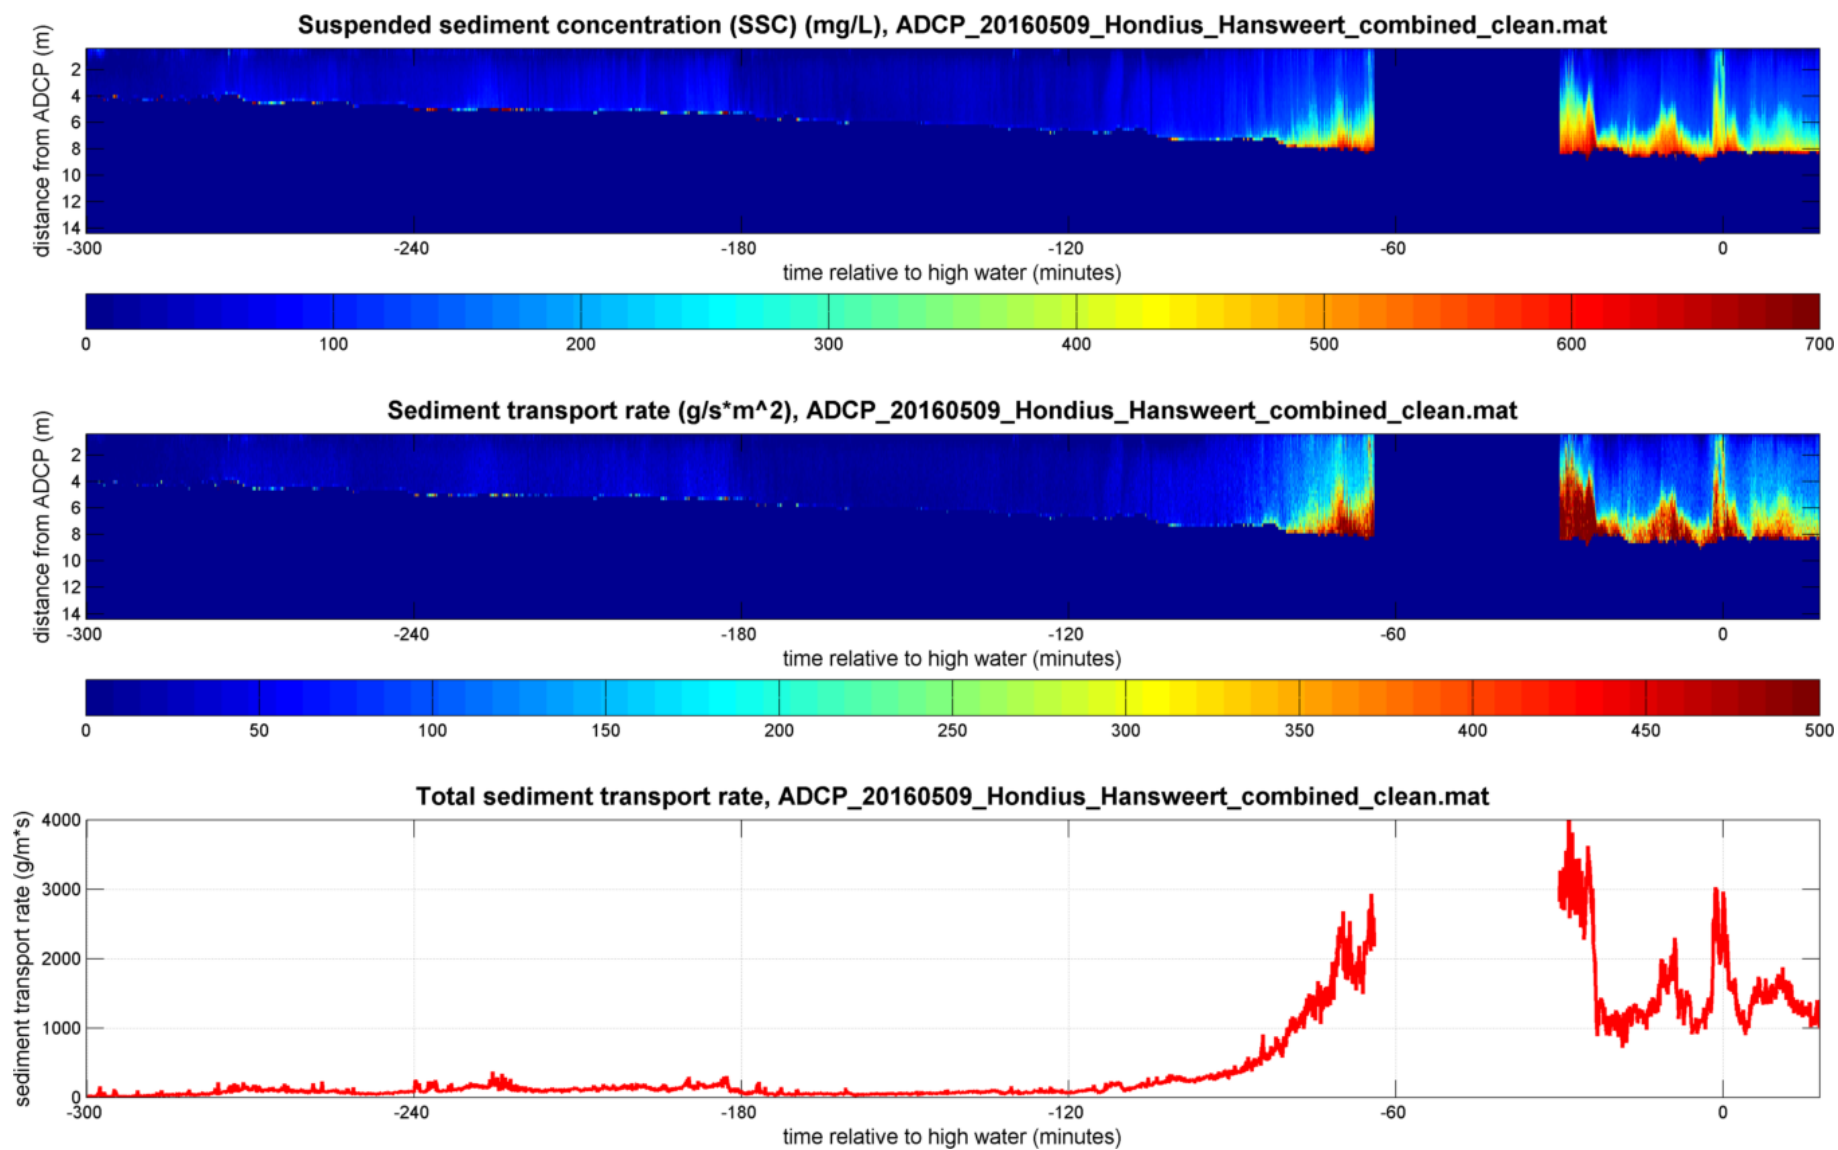 Suspended sediment concentration (SSC) (mg/L), ADCP_20160509_Hondius_Hansweert_combined_clean.mat
distance from ADCP (m)
2
4
6
8
10
12
14
-300 -240 -180 -120 -60 0
time relative to high water (minutes)
0 100 200 300 400 500 600 700
Sediment transport rate (g/s*m^2), ADCP_20160509_Hondius_Hansweert_combined_clean.mat
distance from ADCP (m)
2
4
6
8
10
12
14
-300 -240 -180 -120 -60 0
time relative to high water (minutes)
0 50 100 150 200 250 300 350 400 450 500
Total sediment transport rate, ADCP_20160509_Hondius_Hansweert_combined_clean.mat
sediment transport rate (g/m*s)
4000
3000
2000
1000
0
-300 -240 -180 -120 -60 0
time relative to high water (minutes)